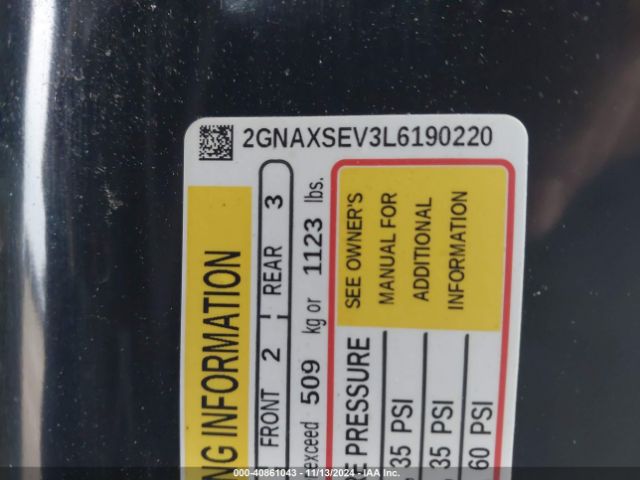 2GNAXSEV3L6190220
NG INFORMATION
FRONT 2 REAR 3
exceed 509 kg or 1123 lbs.
PRESSURE
SEE OWNER'S
MANUAL FOR
ADDITIONAL
INFORMATION
35 PSI
35 PSI
60 PSI
000-40861043 - 11/13/2024 - IAA Inc.